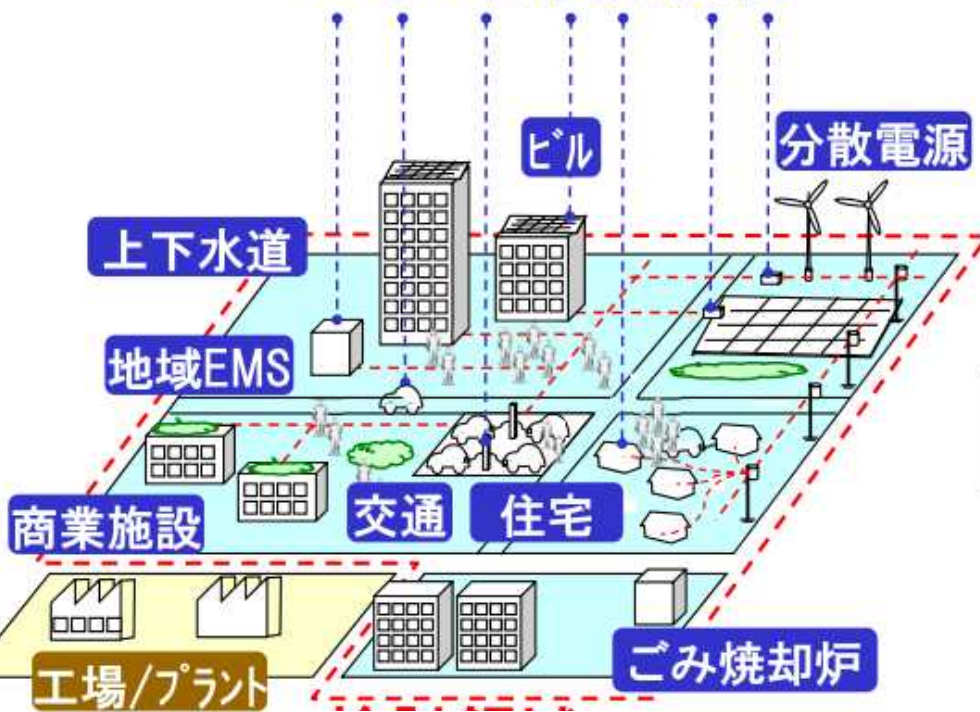 ビル
分散電源
上下水道
地域EMS
商業施設
交通
住宅
ごみ焼却炉
工場/プラント